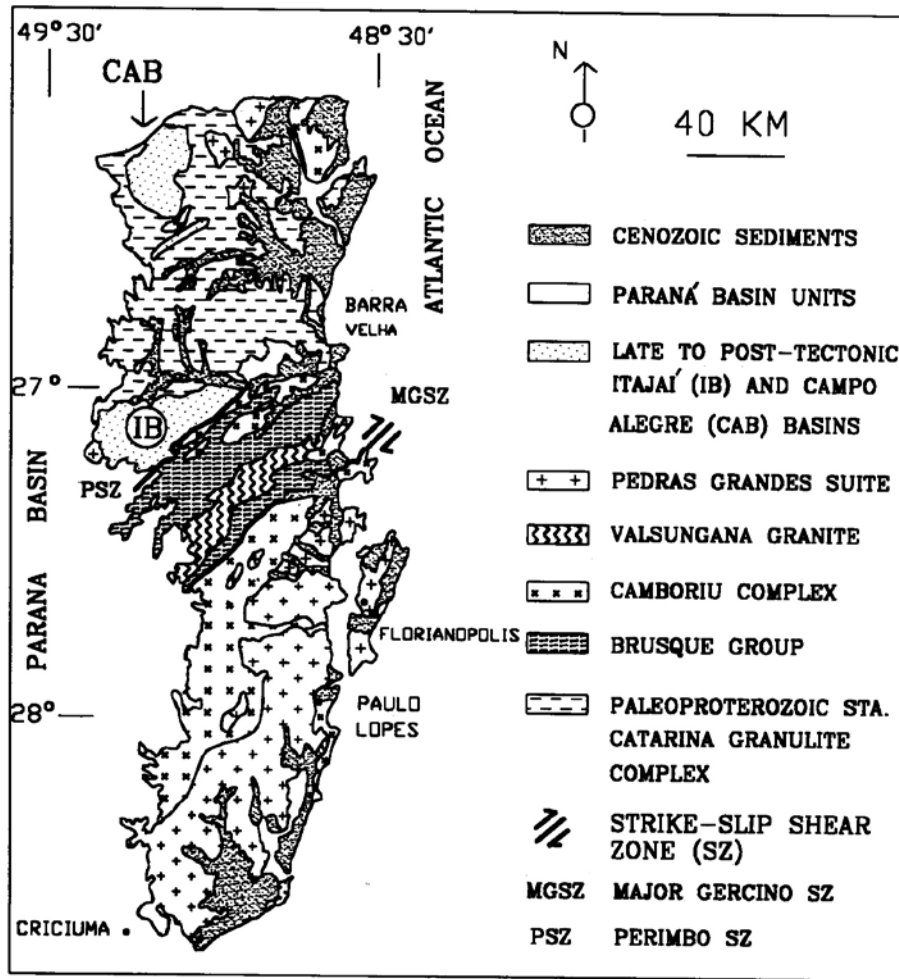 49°30'
48°30'
CAB
N
40 KM
ATLANTIC OCEAN
BARRA
VELHA
27°
MGSZ
IB
PSZ
PARANA BASIN
FLORIANOPOLIS
28°
PAULO
LOPES
CRICIUMA
CENOZOIC SEDIMENTS
PARANÁ BASIN UNITS
LATE TO POST-TECTONIC
ITAJAÍ (IB) AND CAMPO
ALEGRE (CAB) BASINS
PEDRAS GRANDES SUITE
VALSUNGANA GRANITE
CAMBORIU COMPLEX
BRUSQUE GROUP
PALEOPROTEROZOIC STA.
CATARINA GRANULITE
COMPLEX
STRIKE-SLIP SHEAR
ZONE (SZ)
MGSZ MAJOR GERCINO SZ
PSZ PERIMBO SZ